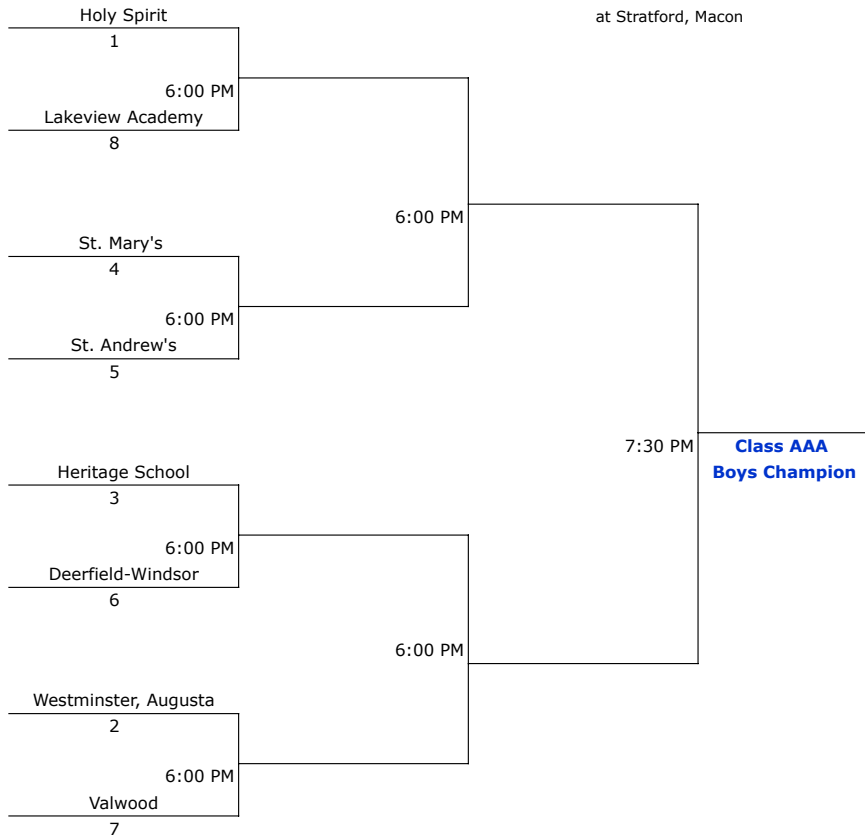 Holy Spirit
at Stratford, Macon
1
6:00 PM
Lakeview Academy
8
6:00 PM
St. Mary's
4
6:00 PM
St. Andrew's
5
7:30 PM
Class AAA
Boys Champion
Heritage School
3
6:00 PM
Deerfield-Windsor
6
6:00 PM
Westminster, Augusta
2
6:00 PM
Valwood
7